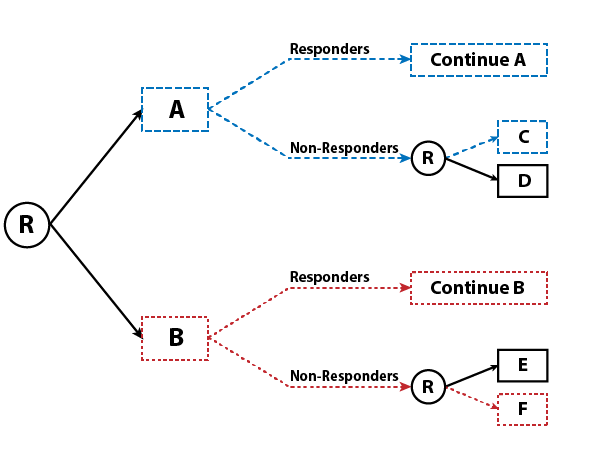 Responders
Continue A
A
C
Non-Responders
R
D
R
Responders
Continue B
B
E
Non-Responders
R
F